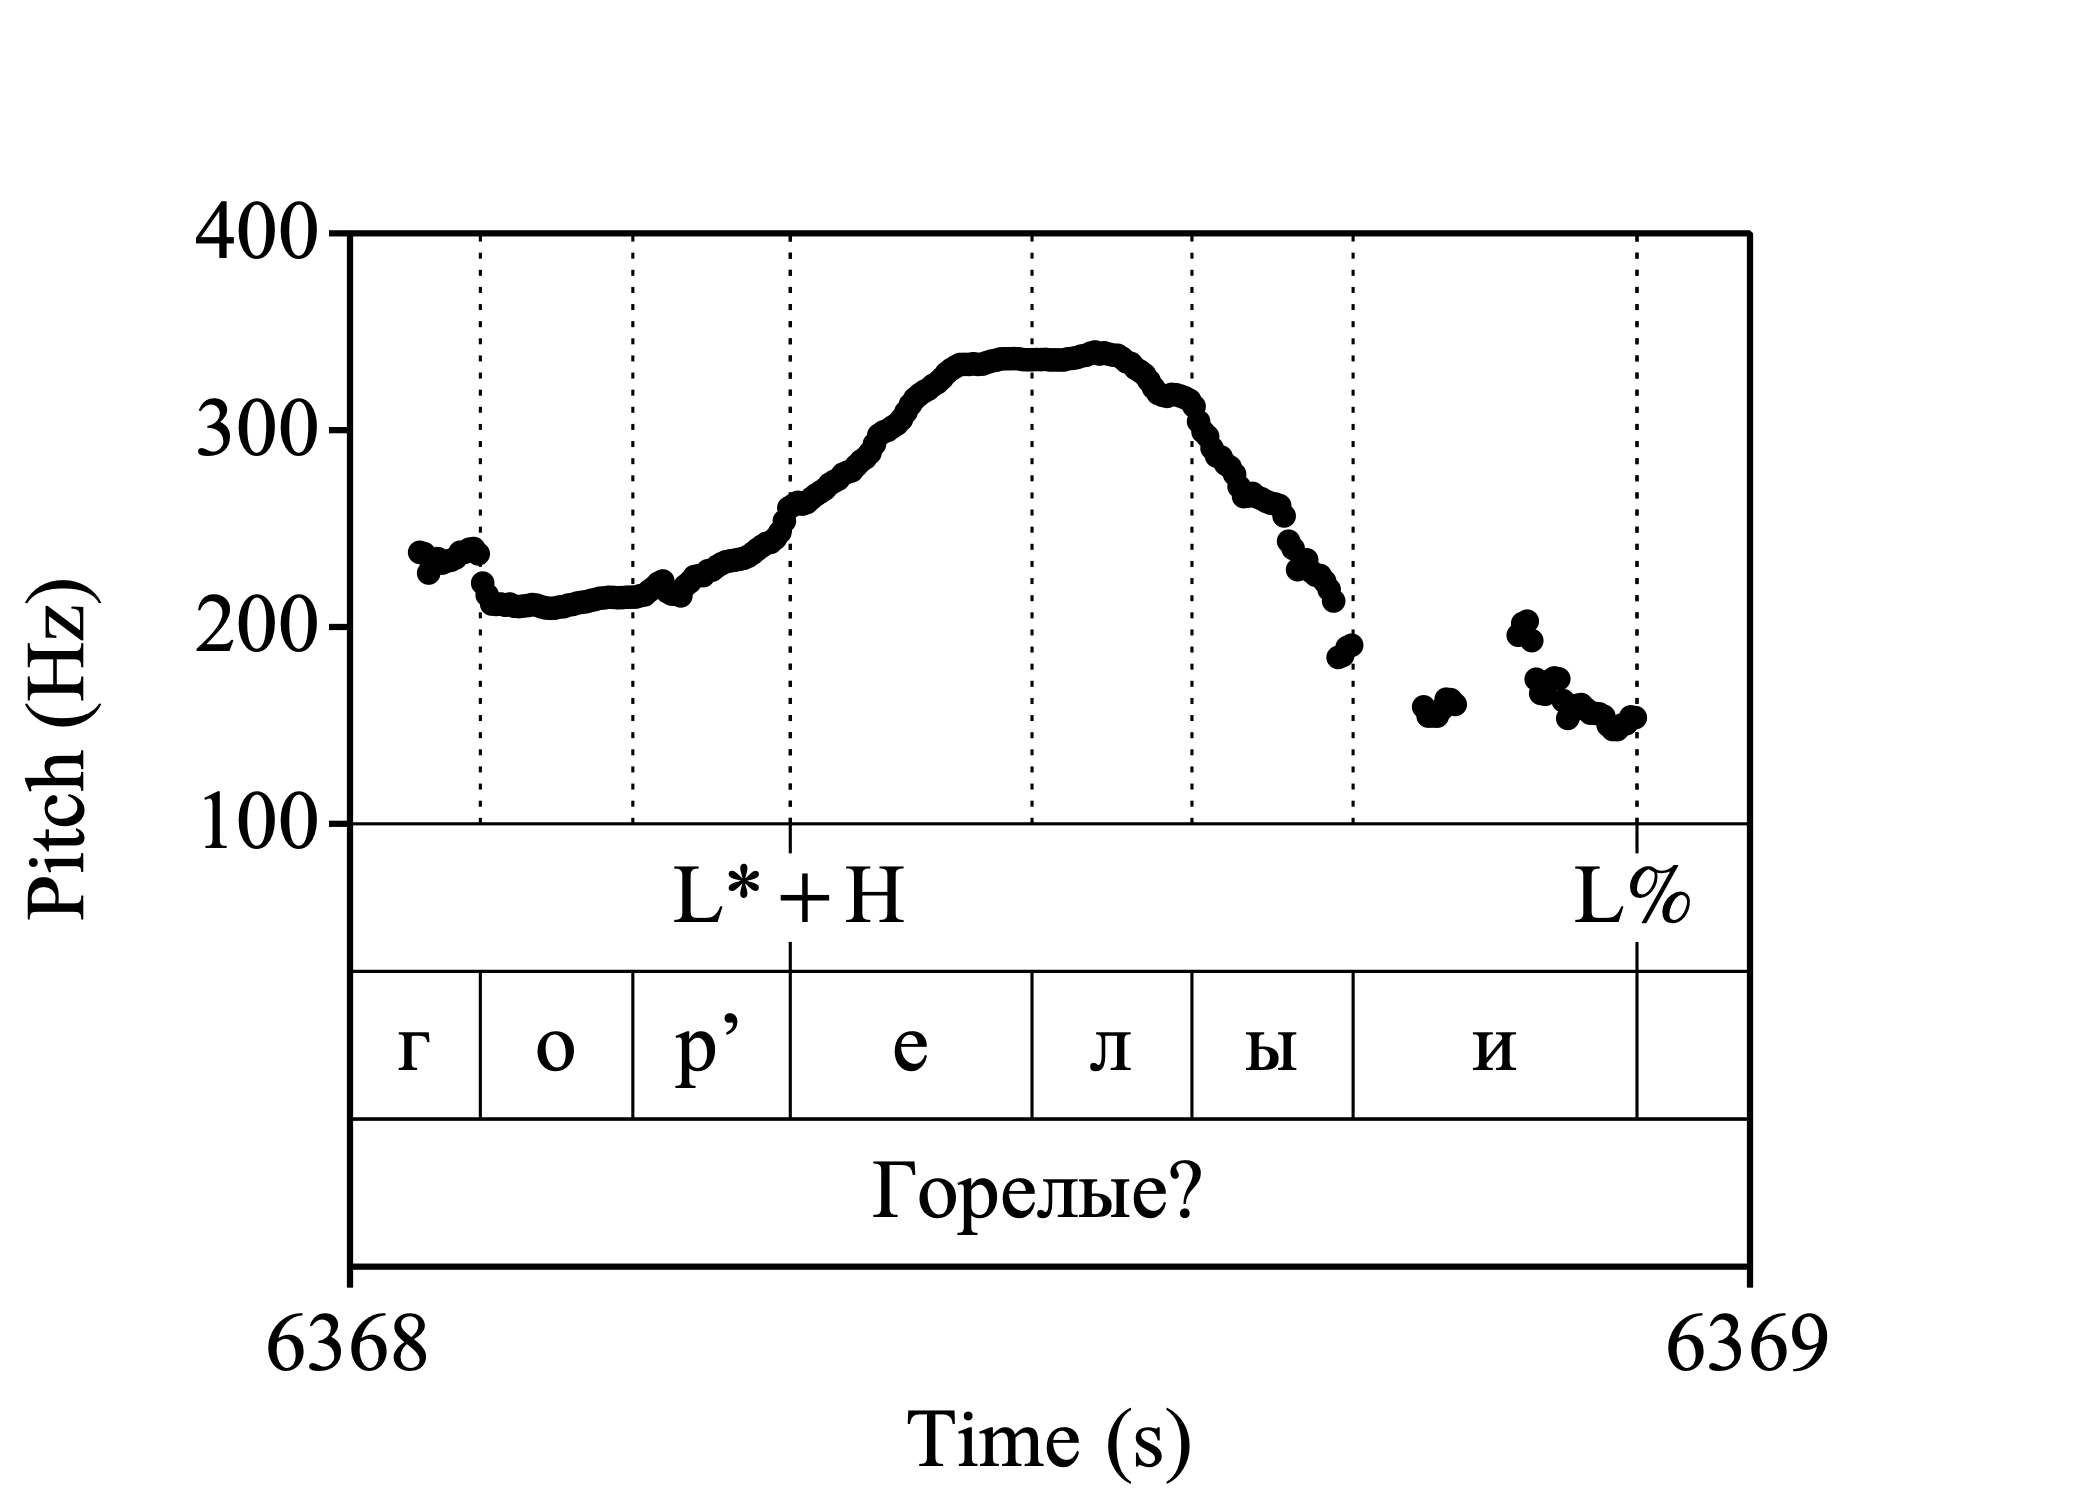 400
300
200
100
Pitch (Hz)
L*+H L%
г о р’ е л ы и
Горелые?
6368 6369
Time (s)